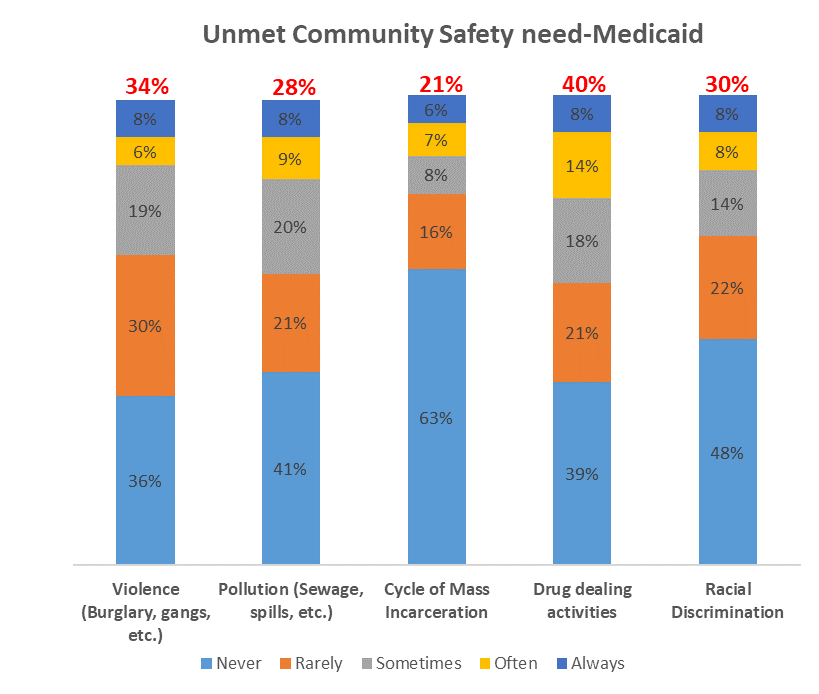 Unmet Community Safety need-Medicaid
34% 28% 21% 40% 30%
8% 8% 6% 8% 8%
6% 9% 7% 14% 8%
19% 20% 8% 18% 14%
30% 21% 16% 21% 22%
36% 41% 63% 39% 48%
Violence Pollution (Sewage, Cycle of Mass Drug dealing Racial
(Burglary, gangs, spills, etc.) Incarceration activities Discrimination
etc.)
Never Rarely Sometimes Often Always